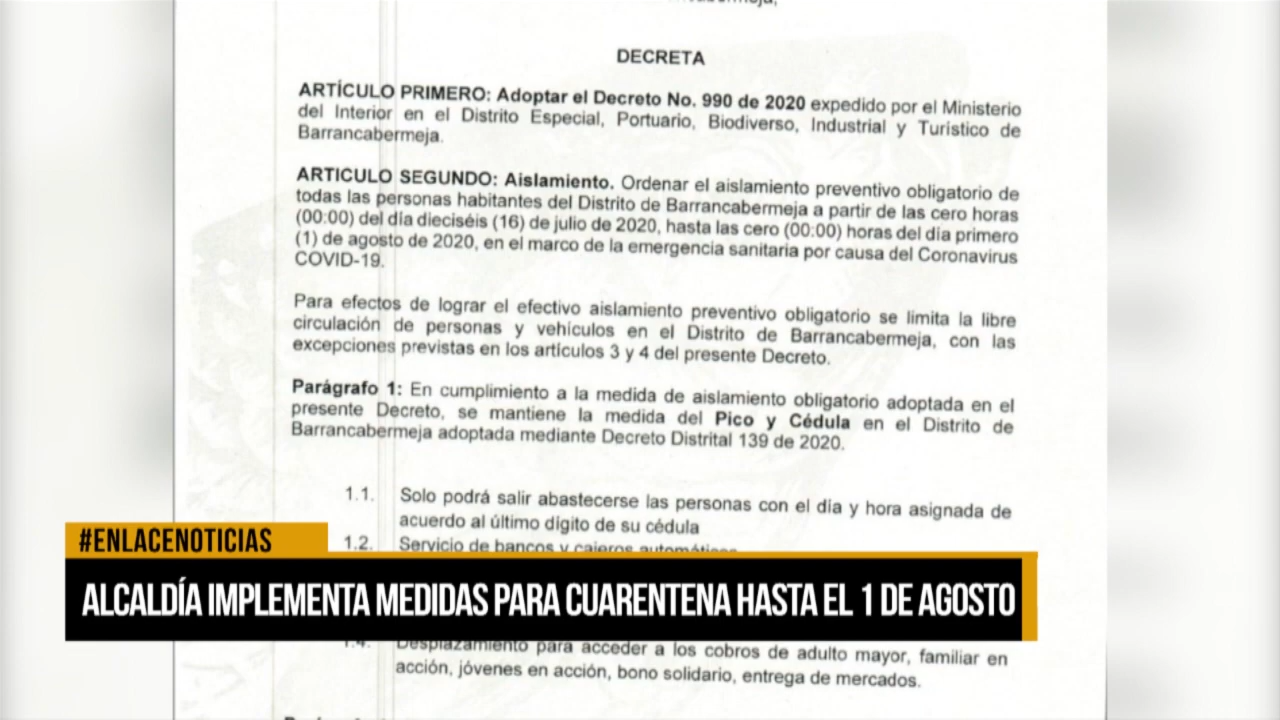 DECRETA
ARTÍCULO PRIMERO: Adoptar el Decreto No. 990 de 2020 expedido por el Ministerio
del Interior en el Distrito Especial, Portuario, Biodiverso, Industrial y Turístico de
Barrancabermeja.
ARTICULO SEGUNDO: Aislamiento. Ordenar el aislamiento preventivo obligatorio de
todas las personas habitantes del Distrito de Barrancabermeja a partir de las cero horas
(00:00) del día dieciséis (16) de julio de 2020, hasta las cero (00:00) horas del día primero
(1) de agosto de 2020, en el marco de la emergencia sanitaria por causa del Coronavirus
COVID-19.
Para efectos de lograr el efectivo aislamiento preventivo obligatorio se limita la libre
circulación de personas y vehículos en el Distrito de Barrancabermeja, con las
excepciones previstas en los artículos 3 y 4 del presente Decreto.
Parágrafo 1: En cumplimiento a la medida de aislamiento obligatorio adoptada en el
presente Decreto, se mantiene la medida del Pico y Cédula en el Distrito de
Barrancabermeja adoptada mediante Decreto Distrital 139 de 2020.
1.1. Solo podrá salir abastecerse las personas con el día y hora asignada de
acuerdo al último dígito de su cédula
1.2. Servicio de bancos y cajeros automáticos
#ENLACENOTICIAS
ALCALDÍA IMPLEMENTA MEDIDAS PARA CUARENTENA HASTA EL 1 DE AGOSTO
1.4. Desplazamiento para acceder a los cobros de adulto mayor, familiar en
acción, jóvenes en acción, bono solidario, entrega de mercados.